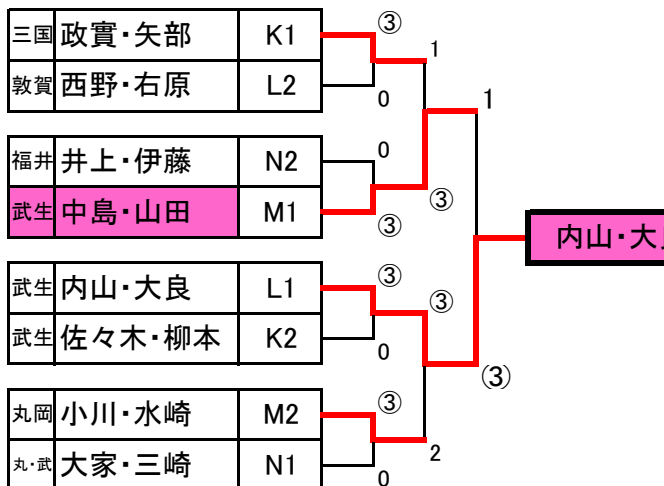 三国 政實・矢部 K1 ③
敦賀 西野・右原 L2 0
1
福井 井上・伊藤 N2 0
武生 中島・山田 M1 ③
③
1
武生 内山・大良 L1 ③
武生 佐々木・柳本 K2 0
③
丸岡 小川・水崎 M2 ③
丸・武 大家・三崎 N1 0
2
(3)
内山・大